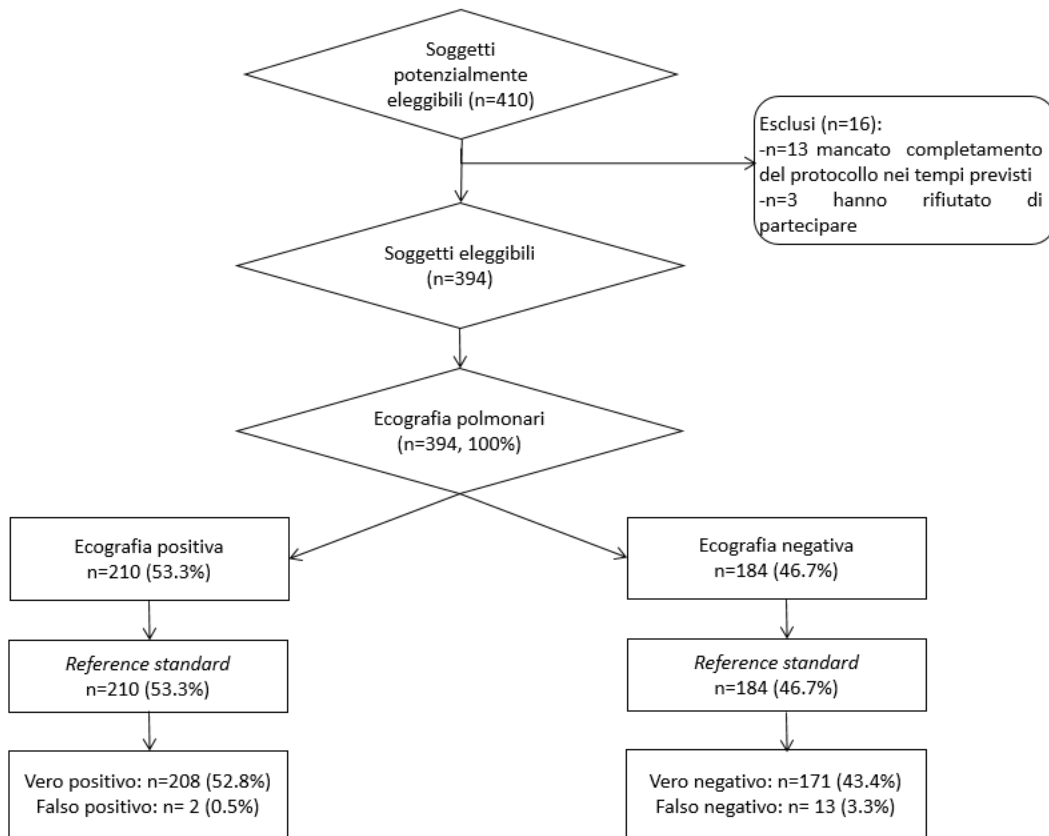 Soggetti
potenzialmente
eleggibili (n=410)
Esclusi (n=16):
-n=13 mancato completamento
del protocollo nei tempi previsti
-n=3 hanno rifiutato di
partecipare
Soggetti eleggibili
(n=394)
Ecografia polmonari
(n=394, 100%)
Ecografia positiva
n=210 (53.3%)
Ecografia negativa
n=184 (46.7%)
Reference standard
n=210 (53.3%)
Reference standard
n=184 (46.7%)
Vero positivo: n=208 (52.8%)
Falso positivo: n= 2 (0.5%)
Vero negativo: n=171 (43.4%)
Falso negativo: n= 13 (3.3%)